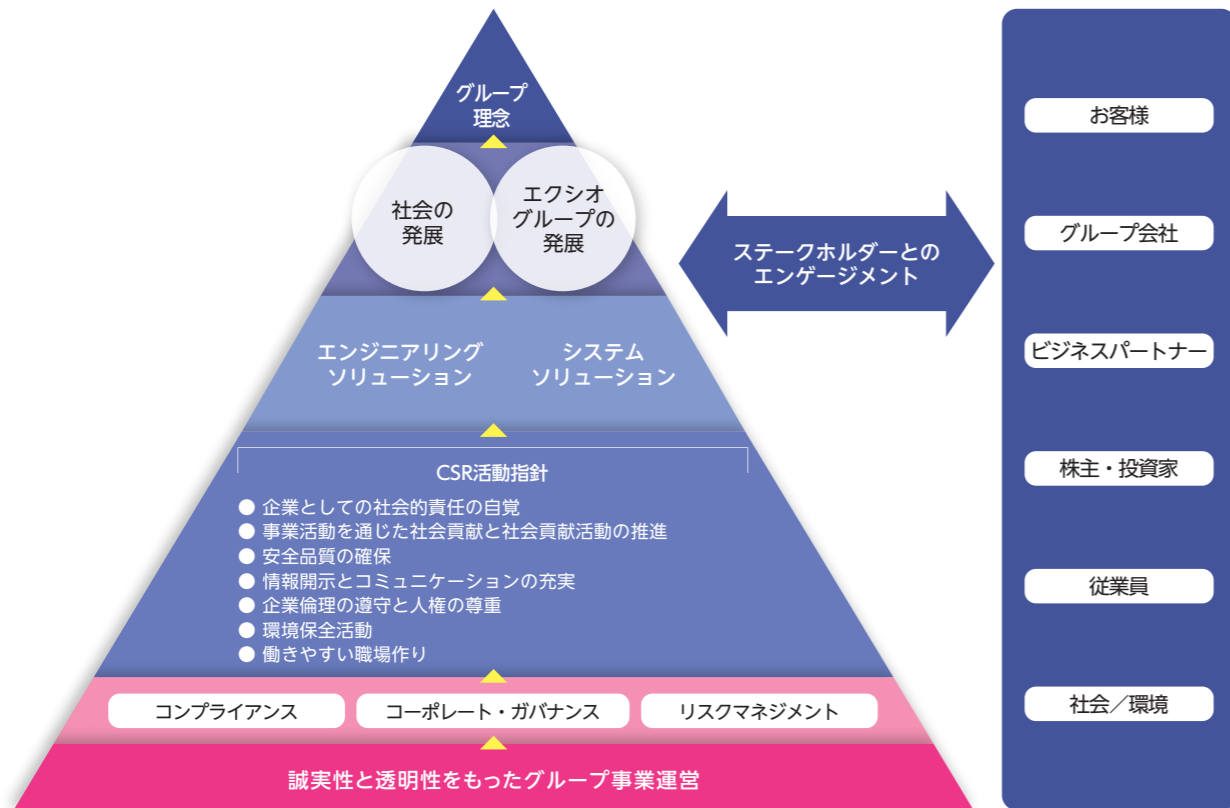 グループ
理念
社会の
発展
エクシオ
グループの
発展
エンジニアリング
ソリューション
システム
ソリューション
CSR活動指針
● 企業としての社会的責任の自覚
● 事業活動を通じた社会貢献と社会貢献活動の推進
● 安全品質の確保
● 情報開示とコミュニケーションの充実
● 企業倫理の遵守と人権の尊重
● 環境保全活動
● 働きやすい職場作り
コンプライアンス
コーポレート・ガバナンス
リスクマネジメント
誠実性と透明性をもったグループ事業運営
ステークホルダーとの
エンゲージメント
お客様
グループ会社
ビジネスパートナー
株主・投資家
従業員
社会／環境